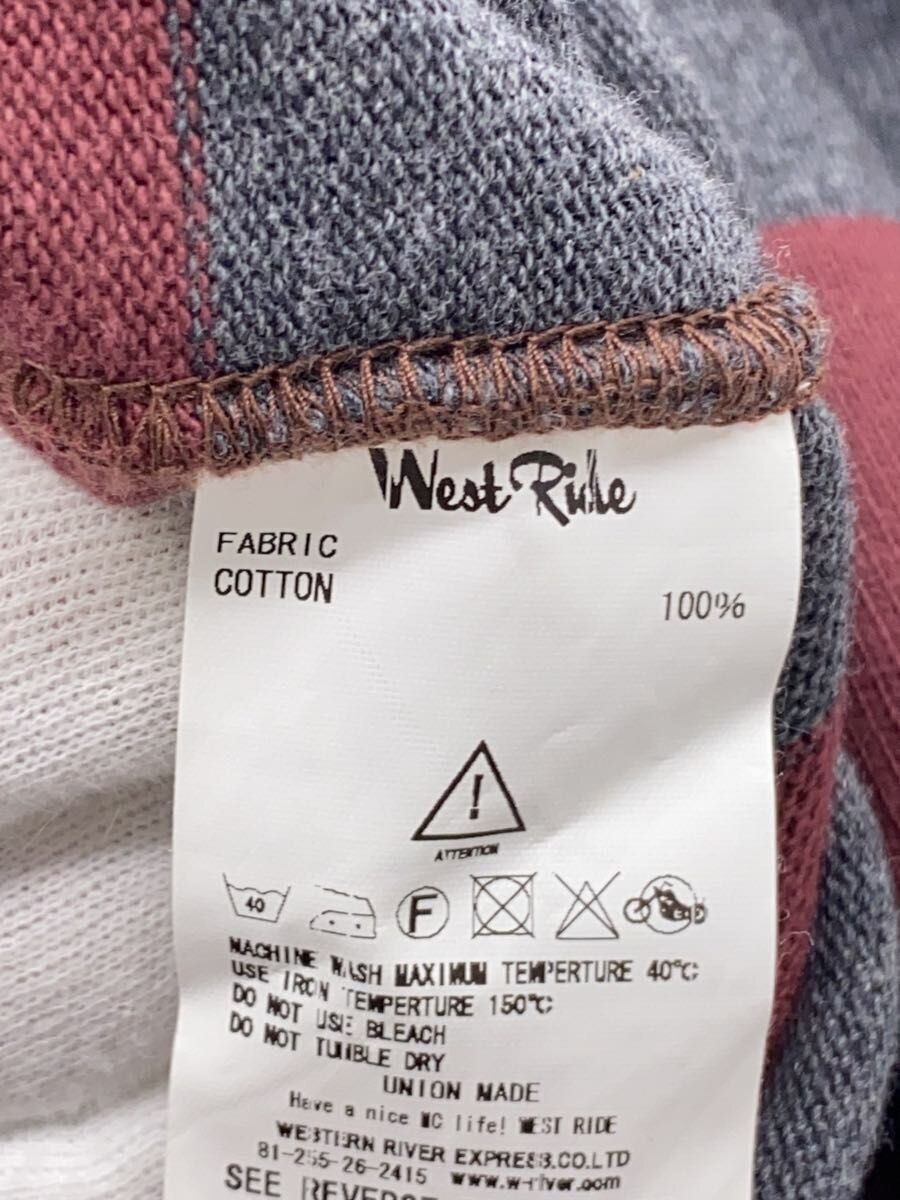 West Ride
FABRIC
COTTON 100%
!
ATTENTION
40 F
MACHINE WASH MAXIMUM TEMPERTURE 40℃
USE IRON TEMPERTURE 150℃
DO NOT USE BLEACH
DO NOT TUMBLE DRY
UNION MADE
Have a nice MC life! WEST RIDE
WESTERN RIVER EXPRESS.CO.LTD
81-255-26-2415 www.w-river.com
SEE REVERSE